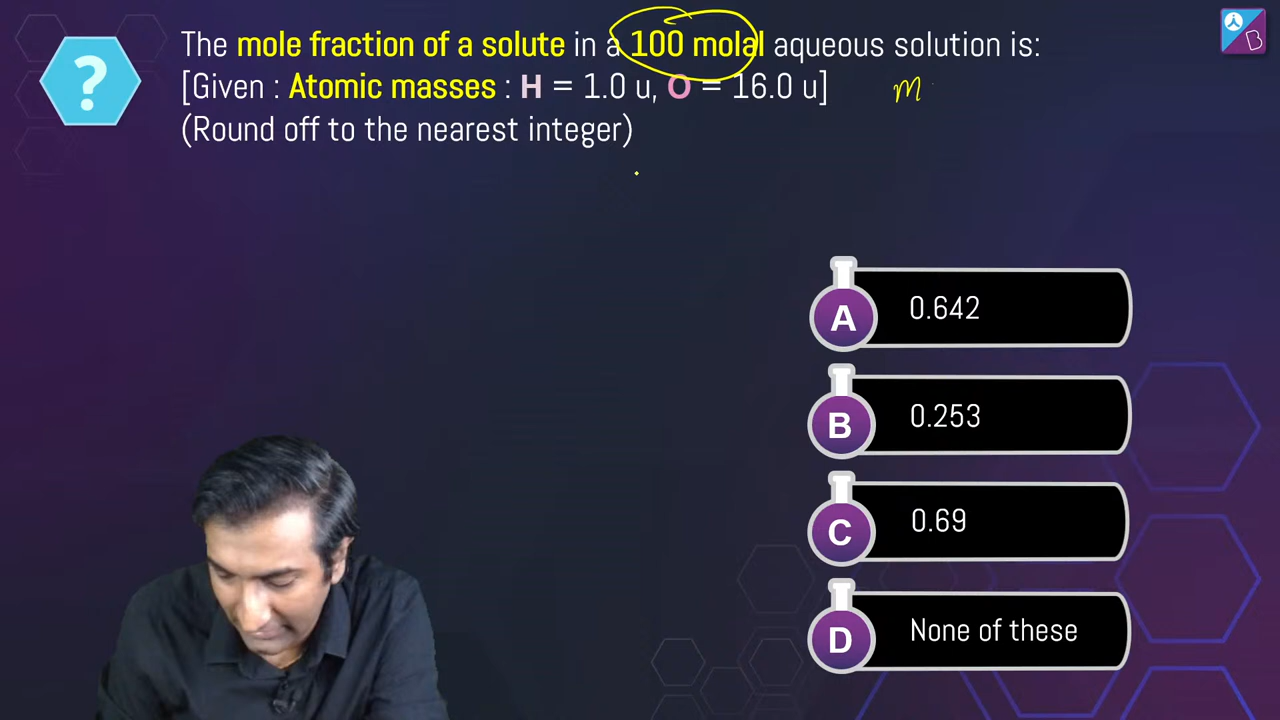 ?
The mole fraction of a solute in a 100 molal aqueous solution is:
[Given : Atomic masses : H = 1.0 u, O = 16.0 u]
m
(Round off to the nearest integer)
A 0.642
B 0.253
C 0.69
D None of these
B